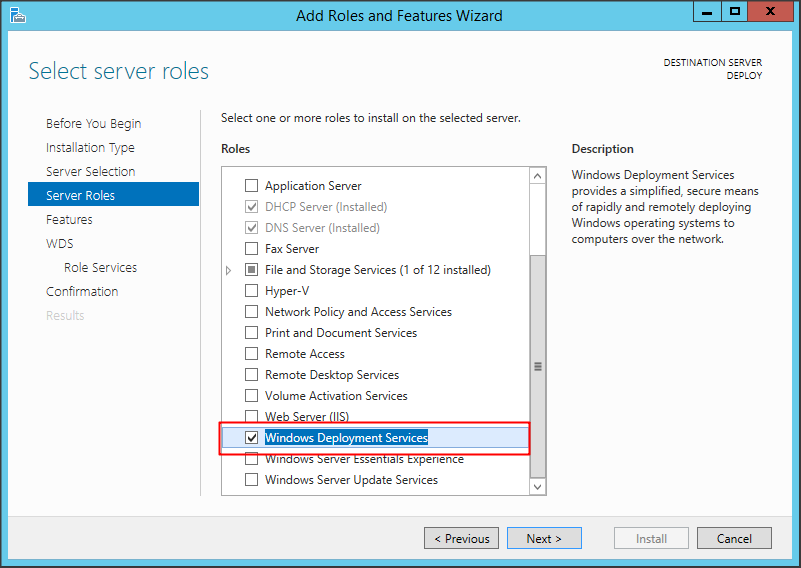 Add Roles and Features Wizard
Select server roles
DESTINATION SERVER
DEPLOY
Before You Begin
Installation Type
Server Selection
Server Roles
Features
WDS
Role Services
Confirmation
Results
Select one or more roles to install on the selected server.
Roles
Application Server
DHCP Server (Installed)
DNS Server (Installed)
Fax Server
File and Storage Services (1 of 12 installed)
Hyper-V
Network Policy and Access Services
Print and Document Services
Remote Access
Remote Desktop Services
Volume Activation Services
Web Server (IIS)
Windows Deployment Services
Windows Server Essentials Experience
Windows Server Update Services
Description
Windows Deployment Services
provides a simplified, secure means
of rapidly and remotely deploying
Windows operating systems to
computers over the network.
< Previous
Next >
Install
Cancel